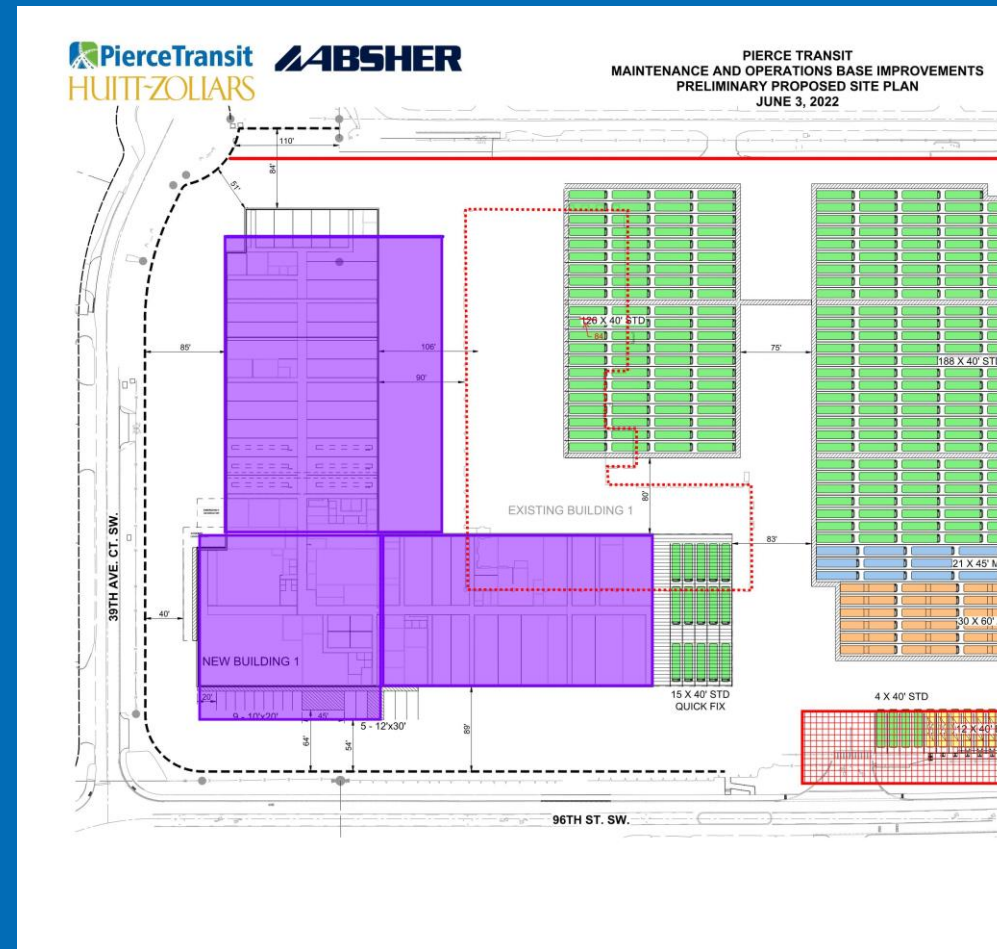 PierceTransit
HUITT-ZOLLARS
ABSHER
PIERCE TRANSIT
MAINTENANCE AND OPERATIONS BASE IMPROVEMENTS
PRELIMINARY PROPOSED SITE PLAN
JUNE 3, 2022
110'
84'
51'
126 X 40' STD
84
85'
106'
75'
90'
188 X 40' STD
80'
EXISTING BUILDING 1
83'
21 X 45' M
39TH AVE. CT. SW.
40'
30 X 60'
NEW BUILDING 1
20'
9 - 10'x20'
45'
5 - 12'x30'
64'
54'
89'
15 X 40' STD
QUICK FIX
4 X 40' STD
12 X 40'
96TH ST. SW.